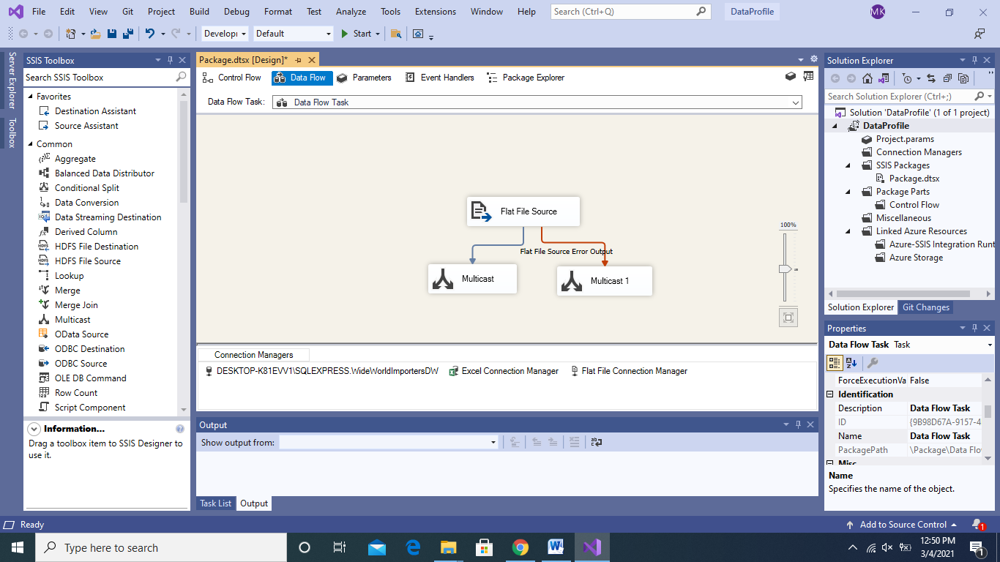 File Edit View Git Project Build Debug Format Test Analyze Tools Extensions Window Help Search (Ctrl+Q) DataProfile MK
Developı Default Start
Server Explorer
Toolbox
SSIS Toolbox
Search SSIS Toolbox
Favorites
Destination Assistant
Source Assistant
Common
Aggregate
Balanced Data Distributor
Conditional Split
Data Conversion
Data Streaming Destination
Derived Column
HDFS File Destination
HDFS File Source
Lookup
Merge
Merge Join
Multicast
OData Source
ODBC Destination
ODBC Source
OLE DB Command
Row Count
Script Component
Information...
Drag a toolbox item to SSIS Designer to
use it.
Package.dtsx [Design]*
Control Flow Data Flow Parameters Event Handlers Package Explorer
Data Flow Task: Data Flow Task
Flat File Source
Flat File Source Error Output
Multicast
Multicast 1
100%
Connection Managers
DESKTOP-K81EVV1\SQLEXPRESS.WideWorldImportersDW Excel Connection Manager Flat File Connection Manager
Output
Show output from:
Task List Output
Solution Explorer
Search Solution Explorer (Ctrl+;)
Solution 'DataProfile' (1 of 1 project)
DataProfile
Project.params
Connection Managers
SSIS Packages
Package.dtsx
Package Parts
Control Flow
Miscellaneous
Linked Azure Resources
Azure-SSIS Integration Runt
Azure Storage
Solution Explorer Git Changes
Properties
Data Flow Task Task
ForceExecutionVa False
Identification
Description Data Flow Task
ID {9B98D67A-9157-4
Name Data Flow Task
PackagePath \Package\Data Flo
Misc
Name
Specifies the name of the object.
Ready Add to Source Control 1
Type here to search
12:50 PM
3/4/2021
1